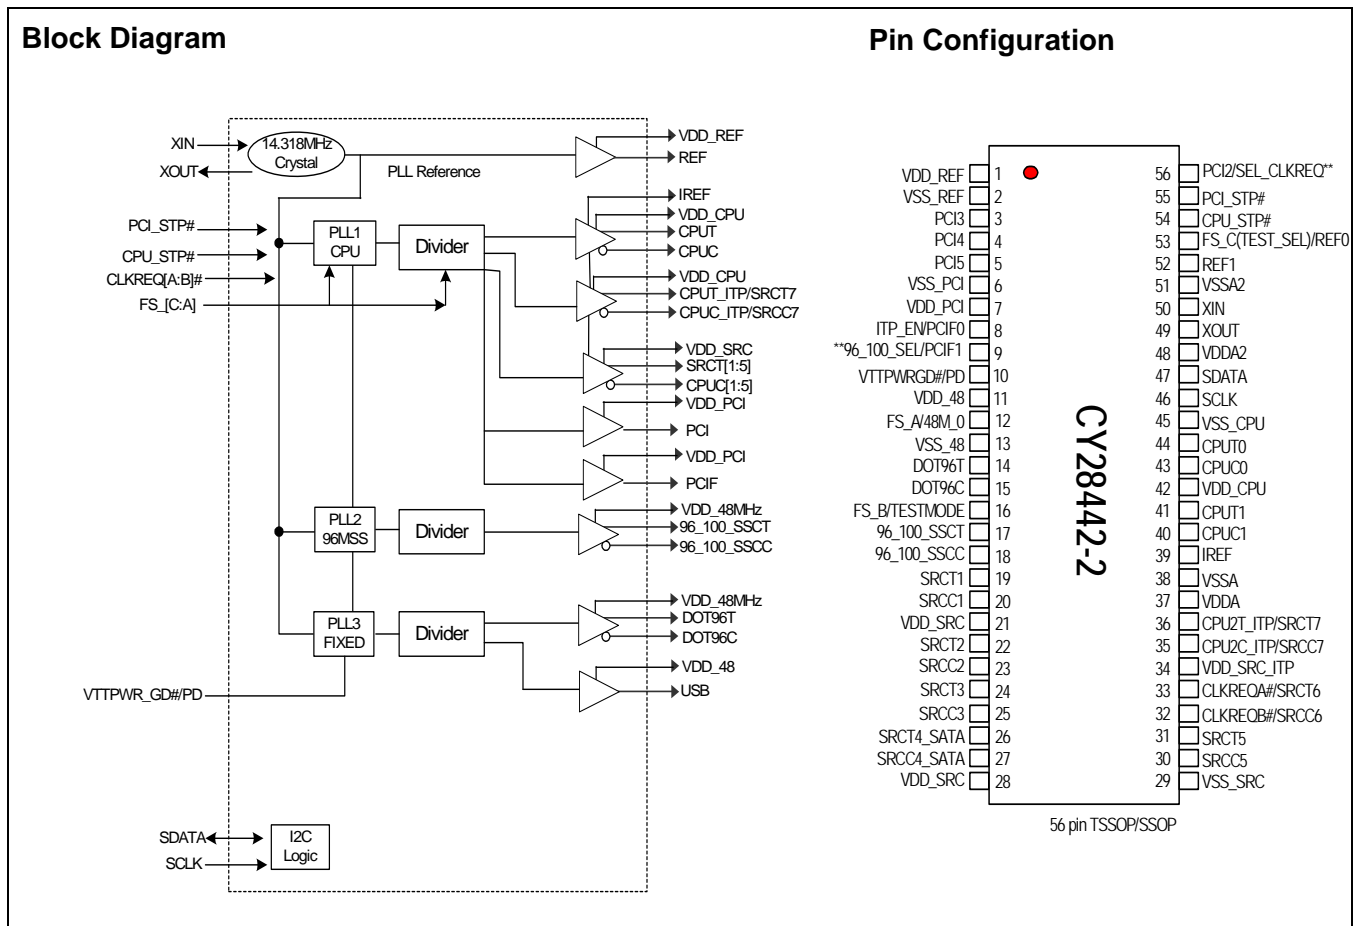 Block Diagram
Pin Configuration
XIN
XOUT
14.318MHz
Crystal
PLL Reference
VDD_REF
REF
IREF
VDD_CPU
CPUT
CPUC
PCI_STP#
CPU_STP#
CLKREQ[A:B]#
FS_[C:A]
PLL1
CPU
Divider
VDD_CPU
CPUT_ITP/SRCT7
CPUC_ITP/SRCC7
VDD_SRC
SRCT[1:5]
CPUC[1:5]
VDD_PCI
PCI
VDD_PCI
PCIF
PLL2
96MSS
Divider
VDD_48MHz
96_100_SSCT
96_100_SSCC
PLL3
FIXED
Divider
VDD_48MHz
DOT96T
DOT96C
VDD_48
USB
VTTPWR_GD#/PD
SDATA
SCLK
I2C
Logic
VDD_REF 1
VSS_REF 2
PCI3 3
PCI4 4
PCI5 5
VSS_PCI 6
VDD_PCI 7
ITP_EN/PCIF0 8
**96_100_SEL/PCIF1 9
VTTPWRGD#/PD 10
VDD_48 11
FS_A/48M_0 12
VSS_48 13
DOT96T 14
DOT96C 15
FS_B/TESTMODE 16
96_100_SSCT 17
96_100_SSCC 18
SRCT1 19
SRCC1 20
VDD_SRC 21
SRCT2 22
SRCC2 23
SRCT3 24
SRCC3 25
SRCT4_SATA 26
SRCC4_SATA 27
VDD_SRC 28
CY28442-2
56 PCI2/SEL_CLKREQ**
55 PCI_STP#
54 CPU_STP#
53 FS_C(TEST_SEL)/REF0
52 REF1
51 VSSA2
50 XIN
49 XOUT
48 VDDA2
47 SDATA
46 SCLK
45 VSS_CPU
44 CPUT0
43 CPUC0
42 VDD_CPU
41 CPUT1
40 CPUC1
39 IREF
38 VSSA
37 VDDA
36 CPU2T_ITP/SRCT7
35 CPU2C_ITP/SRCC7
34 VDD_SRC_ITP
33 CLKREQA#/SRCT6
32 CLKREQB#/SRCC6
31 SRCT5
30 SRCC5
29 VSS_SRC
56 pin TSSOP/SSOP